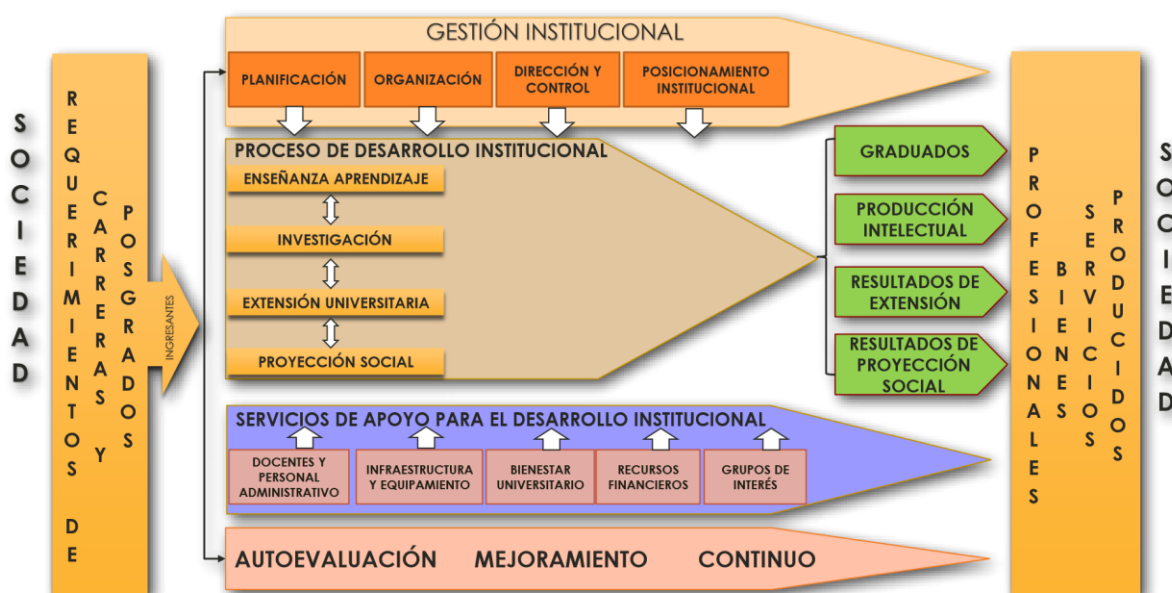 SOCIEDAD
REQUERIMIENTOS DE
CARRERAS Y
POSGRADOS
INGRESANTES
GESTIÓN INSTITUCIONAL
PLANIFICACIÓN
ORGANIZACIÓN
DIRECCIÓN Y
CONTROL
POSICIONAMIENTO
INSTITUCIONAL
PROCESO DE DESARROLLO INSTITUCIONAL
ENSEÑANZA APRENDIZAJE
INVESTIGACIÓN
EXTENSIÓN UNIVERSITARIA
PROYECCIÓN SOCIAL
GRADUADOS
PRODUCCIÓN
INTELECTUAL
RESULTADOS DE
EXTENSIÓN
RESULTADOS DE
PROYECCIÓN
SOCIAL
SERVICIOS DE APOYO PARA EL DESARROLLO INSTITUCIONAL
DOCENTES Y
PERSONAL
ADMINISTRATIVO
INFRAESTRUCTURA
Y EQUIPAMIENTO
BIENESTAR
UNIVERSITARIO
RECURSOS
FINANCIEROS
GRUPOS DE
INTERÉS
AUTOEVALUACIÓN MEJORAMIENTO CONTINUO
PROFESIONALES
BIENES
SERVICIOS
PRODUCIDOS
SOCIEDAD